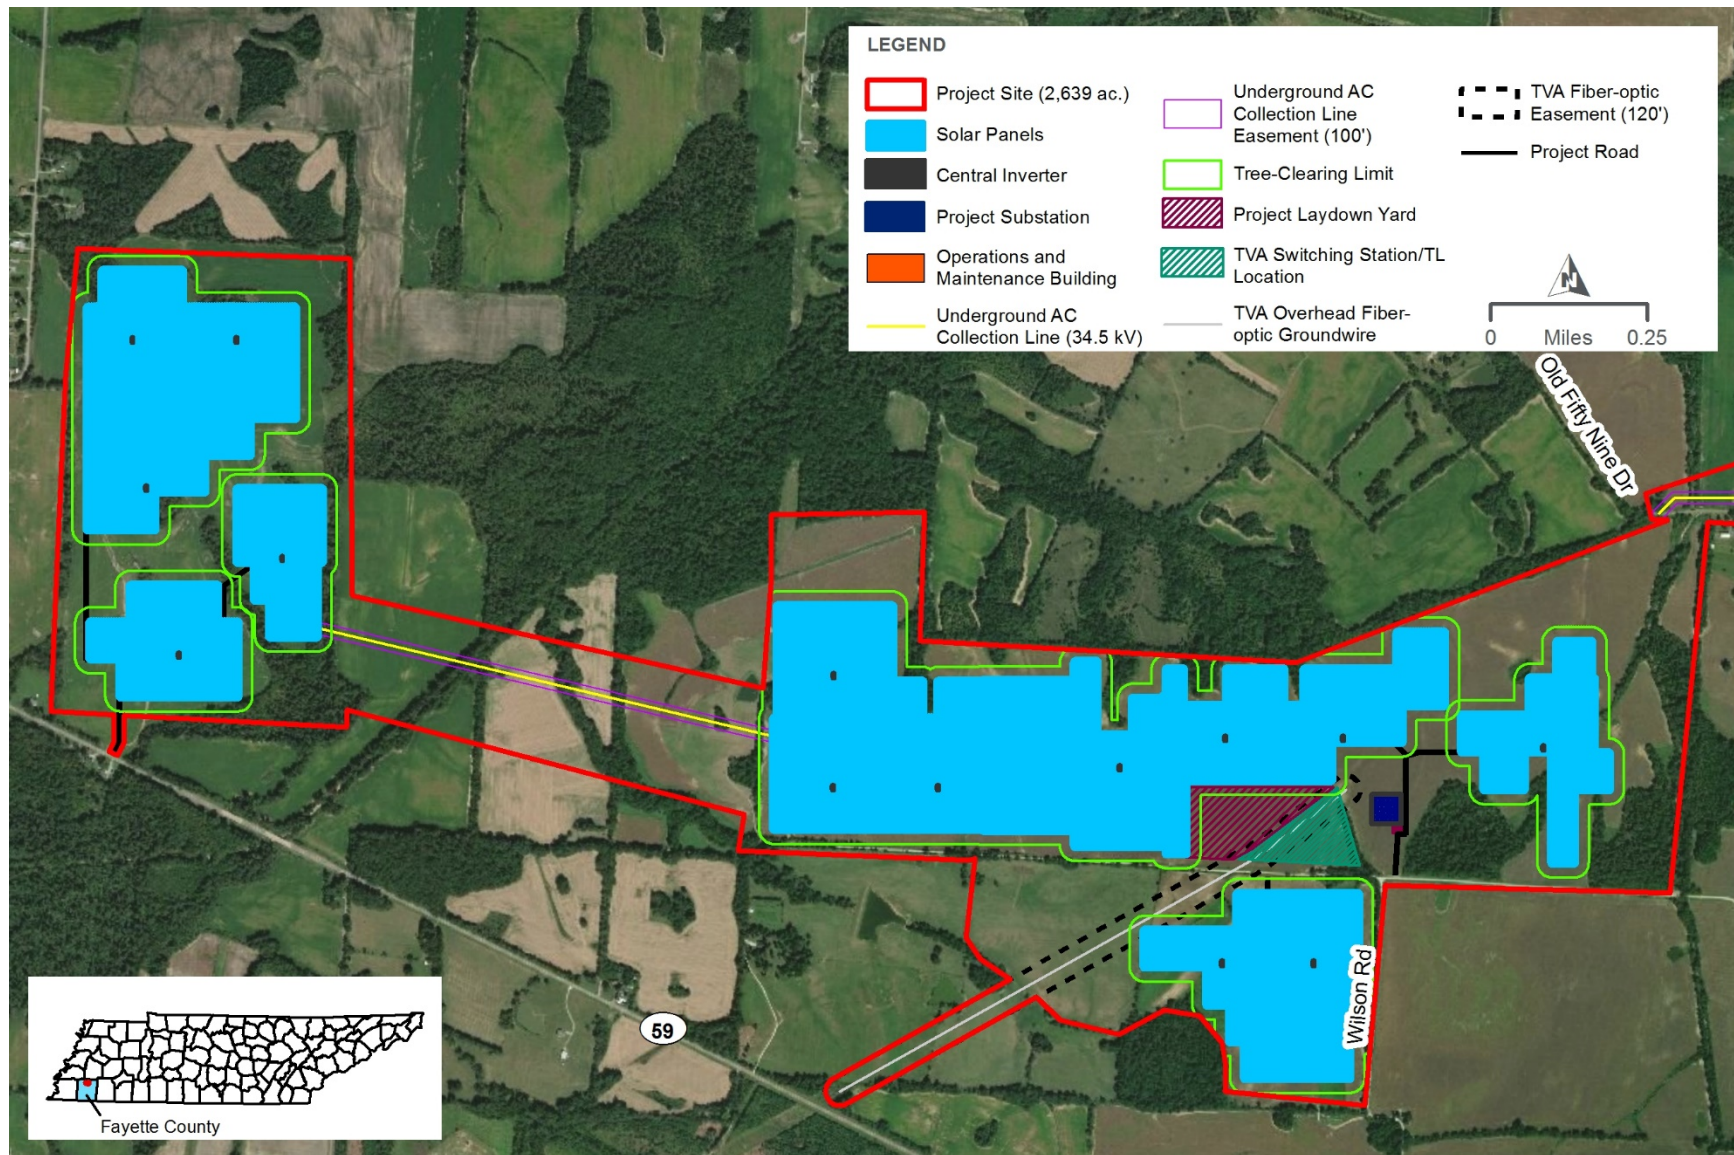 LEGEND
Project Site (2,639 ac.)
Solar Panels
Central Inverter
Project Substation
Operations and
Maintenance Building
Underground AC
Collection Line (34.5 kV)
Underground AC
Collection Line
Easement (100')
Tree-Clearing Limit
Project Laydown Yard
TVA Switching Station/TL
Location
TVA Overhead Fiber-
optic Groundwire
TVA Fiber-optic
Easement (120')
Project Road
N
0 Miles 0.25
Old Fifty Nine Dr
Wilson Rd
59
Fayette County